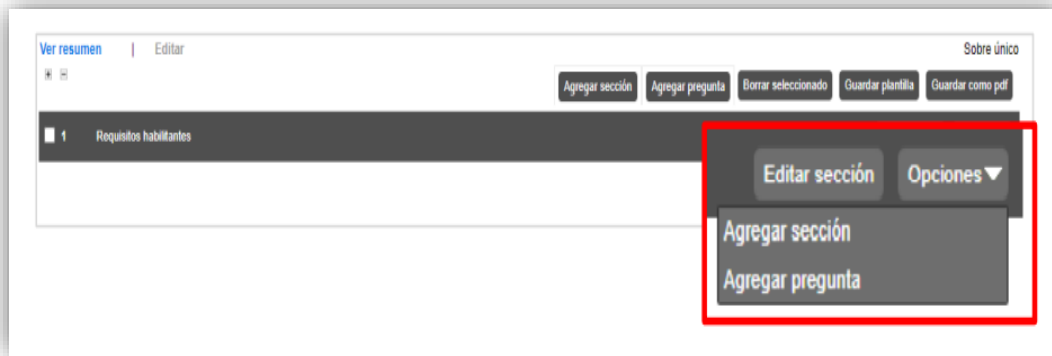 Ver resumen | Editar
Sobre único
Agregar sección Agregar pregunta Borrar seleccionado Guardar plantilla Guardar como pdf
1 Requisitos habilitantes
Editar sección Opciones
Agregar sección
Agregar pregunta